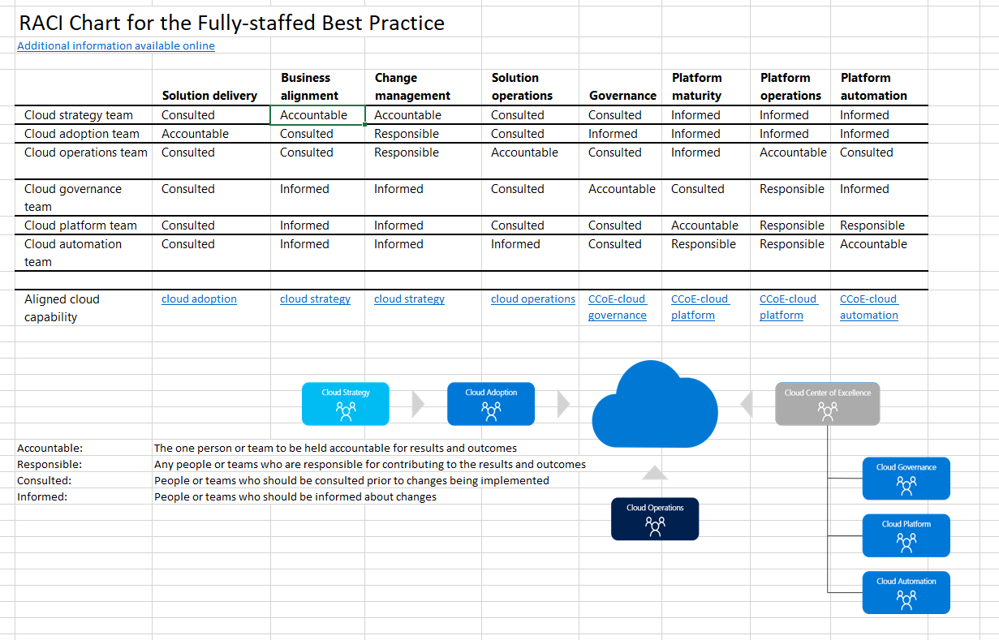 RACI Chart for the Fully-staffed Best Practice
Additional information available online
Solution delivery Business alignment Change management Solution operations Governance Platform maturity Platform operations Platform automation
Cloud strategy team Consulted Accountable Accountable Consulted Consulted Informed Informed Informed
Cloud adoption team Accountable Consulted Responsible Consulted Informed Informed Informed Informed
Cloud operations team Consulted Consulted Responsible Accountable Consulted Informed Accountable Consulted
Cloud governance team Consulted Informed Informed Consulted Accountable Consulted Responsible Informed
Cloud platform team Consulted Informed Informed Consulted Consulted Accountable Responsible Responsible
Cloud automation team Consulted Informed Informed Informed Consulted Responsible Responsible Accountable
Aligned cloud capability cloud adoption cloud strategy cloud strategy cloud operations CCoE-cloud governance CCoE-cloud platform CCoE-cloud platform CCoE-cloud automation
Cloud Strategy
Cloud Adoption
Cloud Center of Excellence
Accountable: The one person or team to be held accountable for results and outcomes
Responsible: Any people or teams who are responsible for contributing to the results and outcomes
Consulted: People or teams who should be consulted prior to changes being implemented
Informed: People or teams who should be informed about changes
Cloud Governance
Cloud Operations
Cloud Platform
Cloud Automation